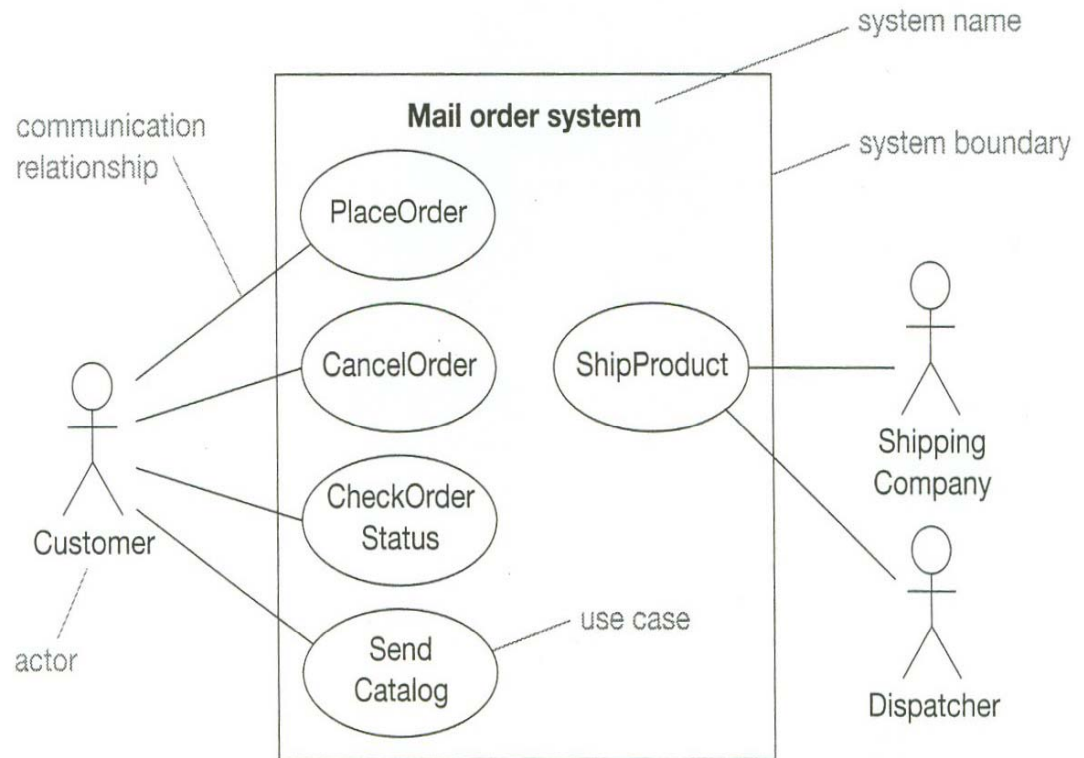 system name
Mail order system
communication
relationship
system boundary
PlaceOrder
CancelOrder
ShipProduct
Shipping
Company
CheckOrder
Status
Customer
use case
Send
Catalog
actor
Dispatcher